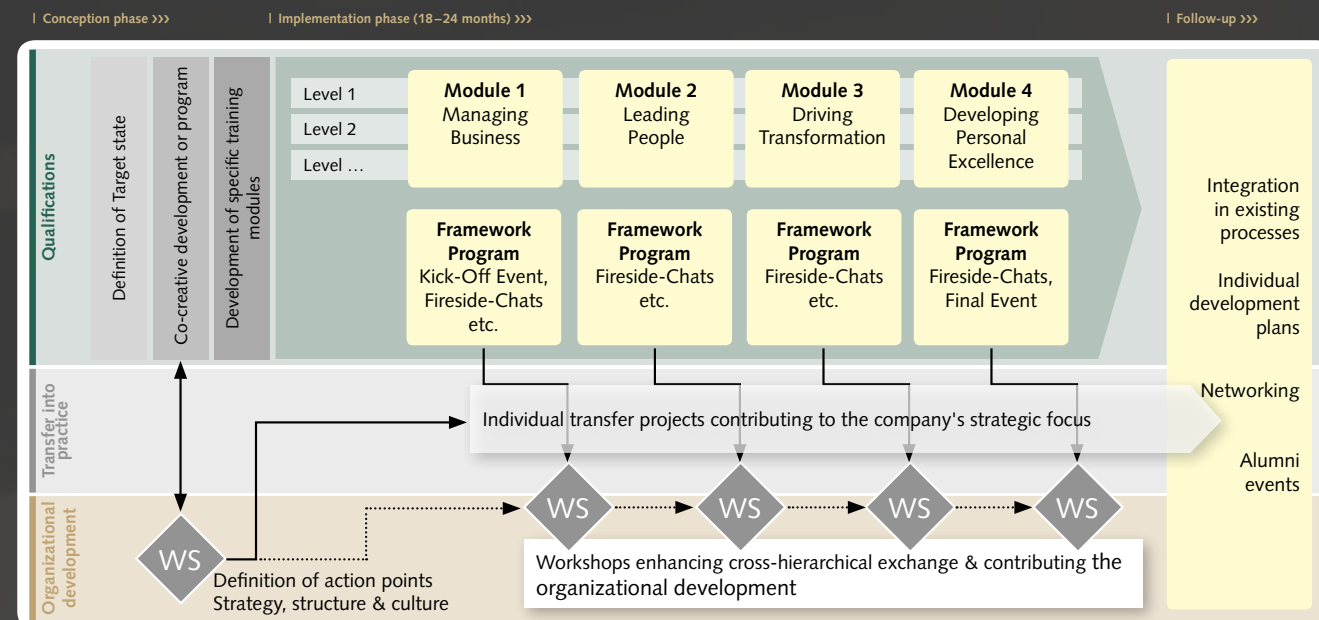 Conception phase >>>
Implementation phase (18–24 months) >>>
Follow-up >>>
Qualifications
Definition of Target state
Co-creative development or program
Development of specific training
modules
Level 1
Level 2
Level …
Module 1
Managing
Business
Module 2
Leading
People
Module 3
Driving
Transformation
Module 4
Developing
Personal
Excellence
Framework
Program
Kick-Off Event,
Fireside-Chats
etc.
Framework
Program
Fireside-Chats
etc.
Framework
Program
Fireside-Chats
etc.
Framework
Program
Fireside-Chats,
Final Event
Integration
in existing
processes
Individual
development
plans
Networking
Alumni
events
Transfer into
practice
Individual transfer projects contributing to the company's strategic focus
Organizational
development
WS
Definition of action points
Strategy, structure & culture
WS
WS
WS
WS
Workshops enhancing cross-hierarchical exchange & contributing the
organizational development